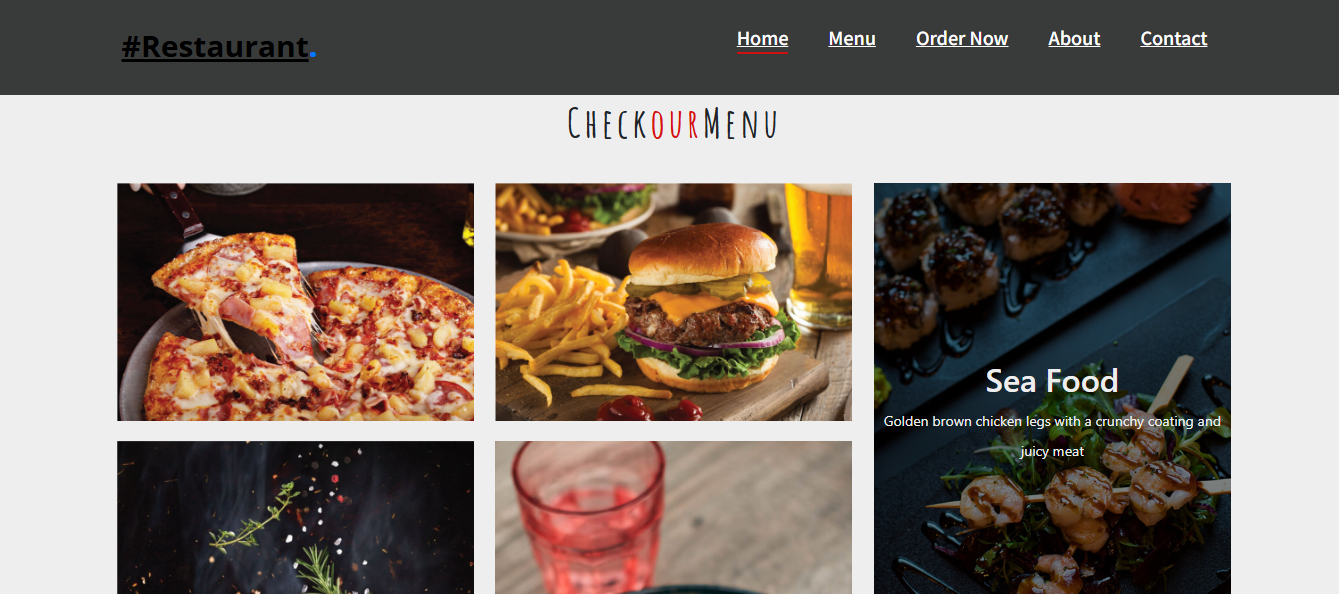 #Restaurant.
Home Menu Order Now About Contact
CheckourMenu
Sea Food
Golden brown chicken legs with a crunchy coating and
juicy meat